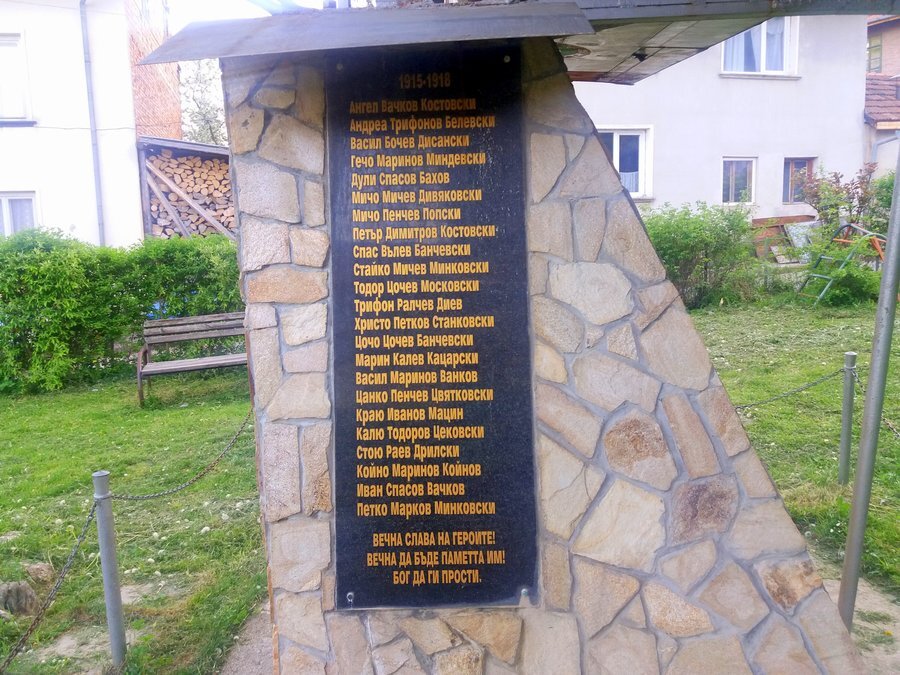 1915-1918
Ангел Вачков Костовски
Андреа Трифонов Белевски
Васил Бочев Дисански
Гечо Маринов Миндевски
Дули Спасов Бахов
Мичо Мичев Дивяковски
Мичо Пенчев Попски
Петър Димитров Костовски
Спас Вълев Банчевски
Стайко Мичев Минковски
Тодор Цочев Московски
Трифон Ралчев Диев
Христо Петков Станковски
Цочо Цочев Банчевски
Марин Калев Кацарски
Васил Маринов Ванков
Цанко Пенчев Цвятковски
Краю Иванов Мацин
Калю Тодоров Цековски
Стою Раев Дрилски
Койно Маринов Койнов
Иван Спасов Вачков
Петко Марков Минковски
ВЕЧНА СЛАВА НА ГЕРОИТЕ!
ВЕЧНА ДА БЪДЕ ПАМЕТТА ИМ!
БОГ ДА ГИ ПРОСТИ.